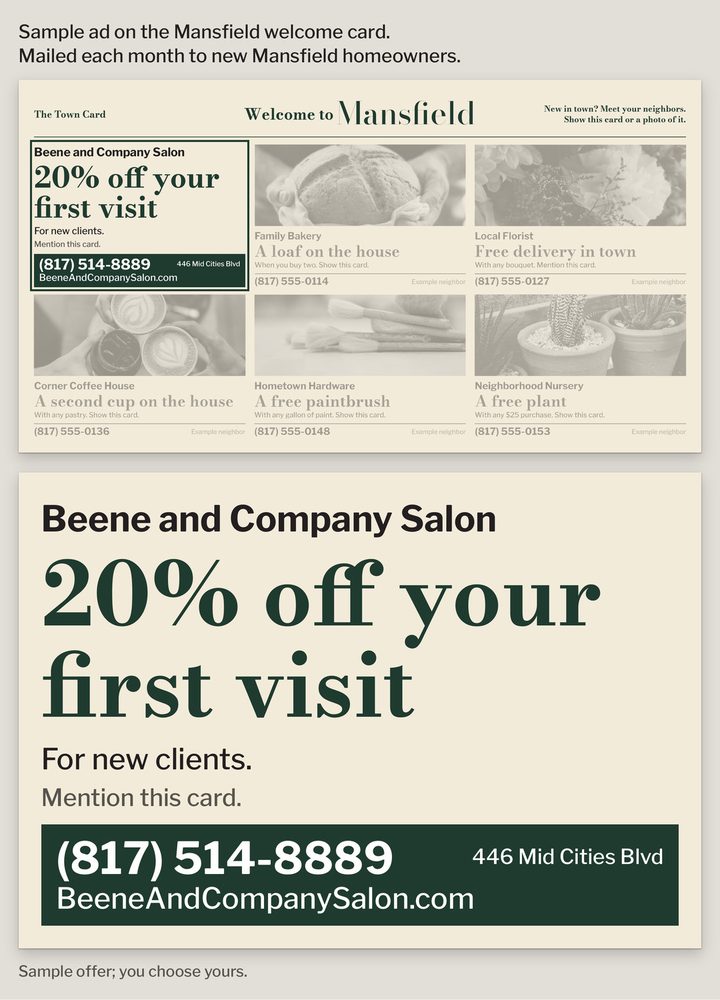 Sample ad on the Mansfield welcome card.
Mailed each month to new Mansfield homeowners.
The Town Card
Welcome to Mansfield
New in town? Meet your neighbors.
Show this card or a photo of it.
Beene and Company Salon
20% off your
first visit
For new clients.
Mention this card.
(817) 514-8889
446 Mid Cities Blvd
BeeneAndCompanySalon.com
Family Bakery
A loaf on the house
When you buy two. Show this card.
(817) 555-0114
Example neighbor
Local Florist
Free delivery in town
With any bouquet. Mention this card.
(817) 555-0127
Example neighbor
Corner Coffee House
A second cup on the house
With any pastry. Show this card.
(817) 555-0136
Example neighbor
Hometown Hardware
A free paintbrush
With any gallon of paint. Show this card.
(817) 555-0148
Example neighbor
Neighborhood Nursery
A free plant
With any $25 purchase. Show this card.
(817) 555-0153
Example neighbor
Beene and Company Salon
20% off your
first visit
For new clients.
Mention this card.
(817) 514-8889
446 Mid Cities Blvd
BeeneAndCompanySalon.com
Sample offer; you choose yours.